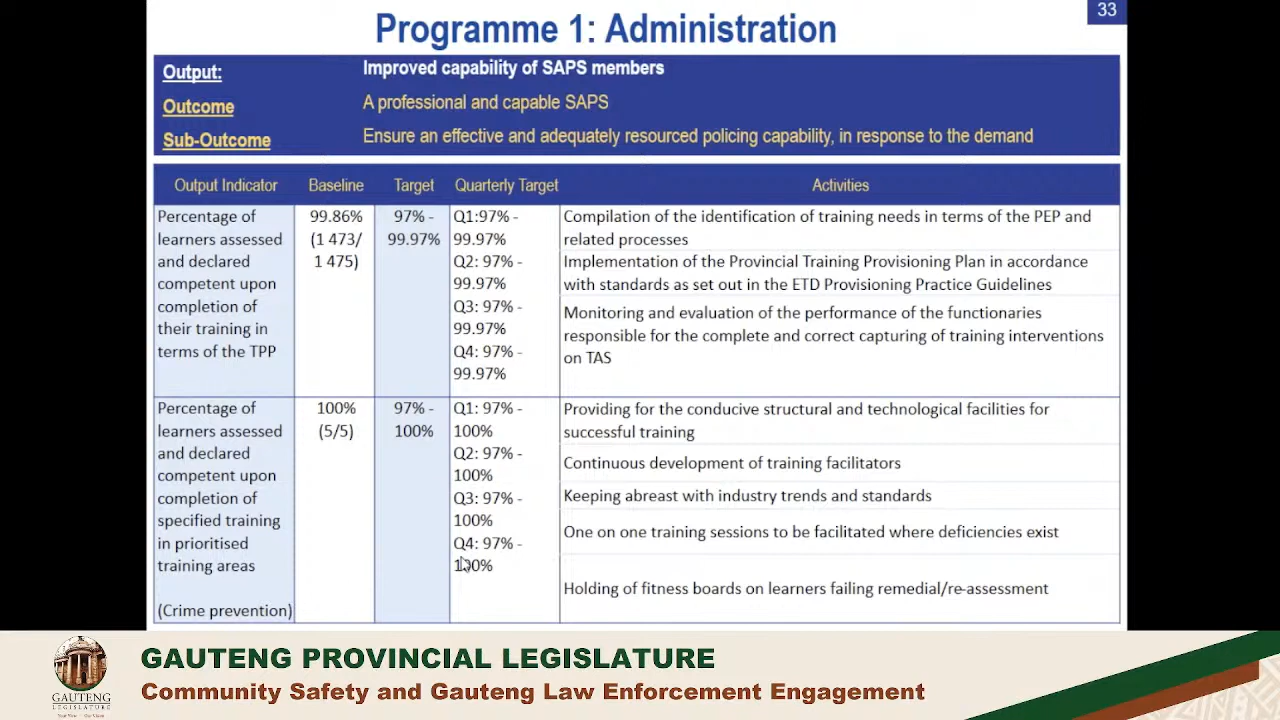 33
Programme 1: Administration
Output: Improved capability of SAPS members
Outcome A professional and capable SAPS
Sub-Outcome Ensure an effective and adequately resourced policing capability, in response to the demand
Output Indicator Baseline Target Quarterly Target Activities
Percentage of
learners assessed
and declared
competent upon
completion of
their training in
terms of the TPP
99.86%
(1 473/
1 475)
97% -
99.97%
Q1:97% -
99.97%
Q2: 97% -
99.97%
Q3: 97% -
99.97%
Q4: 97% -
99.97%
Compilation of the identification of training needs in terms of the PEP and
related processes
Implementation of the Provincial Training Provisioning Plan in accordance
with standards as set out in the ETD Provisioning Practice Guidelines
Monitoring and evaluation of the performance of the functionaries
responsible for the complete and correct capturing of training interventions
on TAS
Percentage of
learners assessed
and declared
competent upon
completion of
specified training
in prioritised
training areas
(Crime prevention)
100%
(5/5)
97% -
100%
Q1: 97% -
100%
Q2: 97% -
100%
Q3: 97% -
100%
Q4: 97% -
100%
Providing for the conducive structural and technological facilities for
successful training
Continuous development of training facilitators
Keeping abreast with industry trends and standards
One on one training sessions to be facilitated where deficiencies exist
Holding of fitness boards on learners failing remedial/re-assessment
GAUTENG PROVINCIAL LEGISLATURE
Community Safety and Gauteng Law Enforcement Engagement
GAUTENG
LEGISLATURE